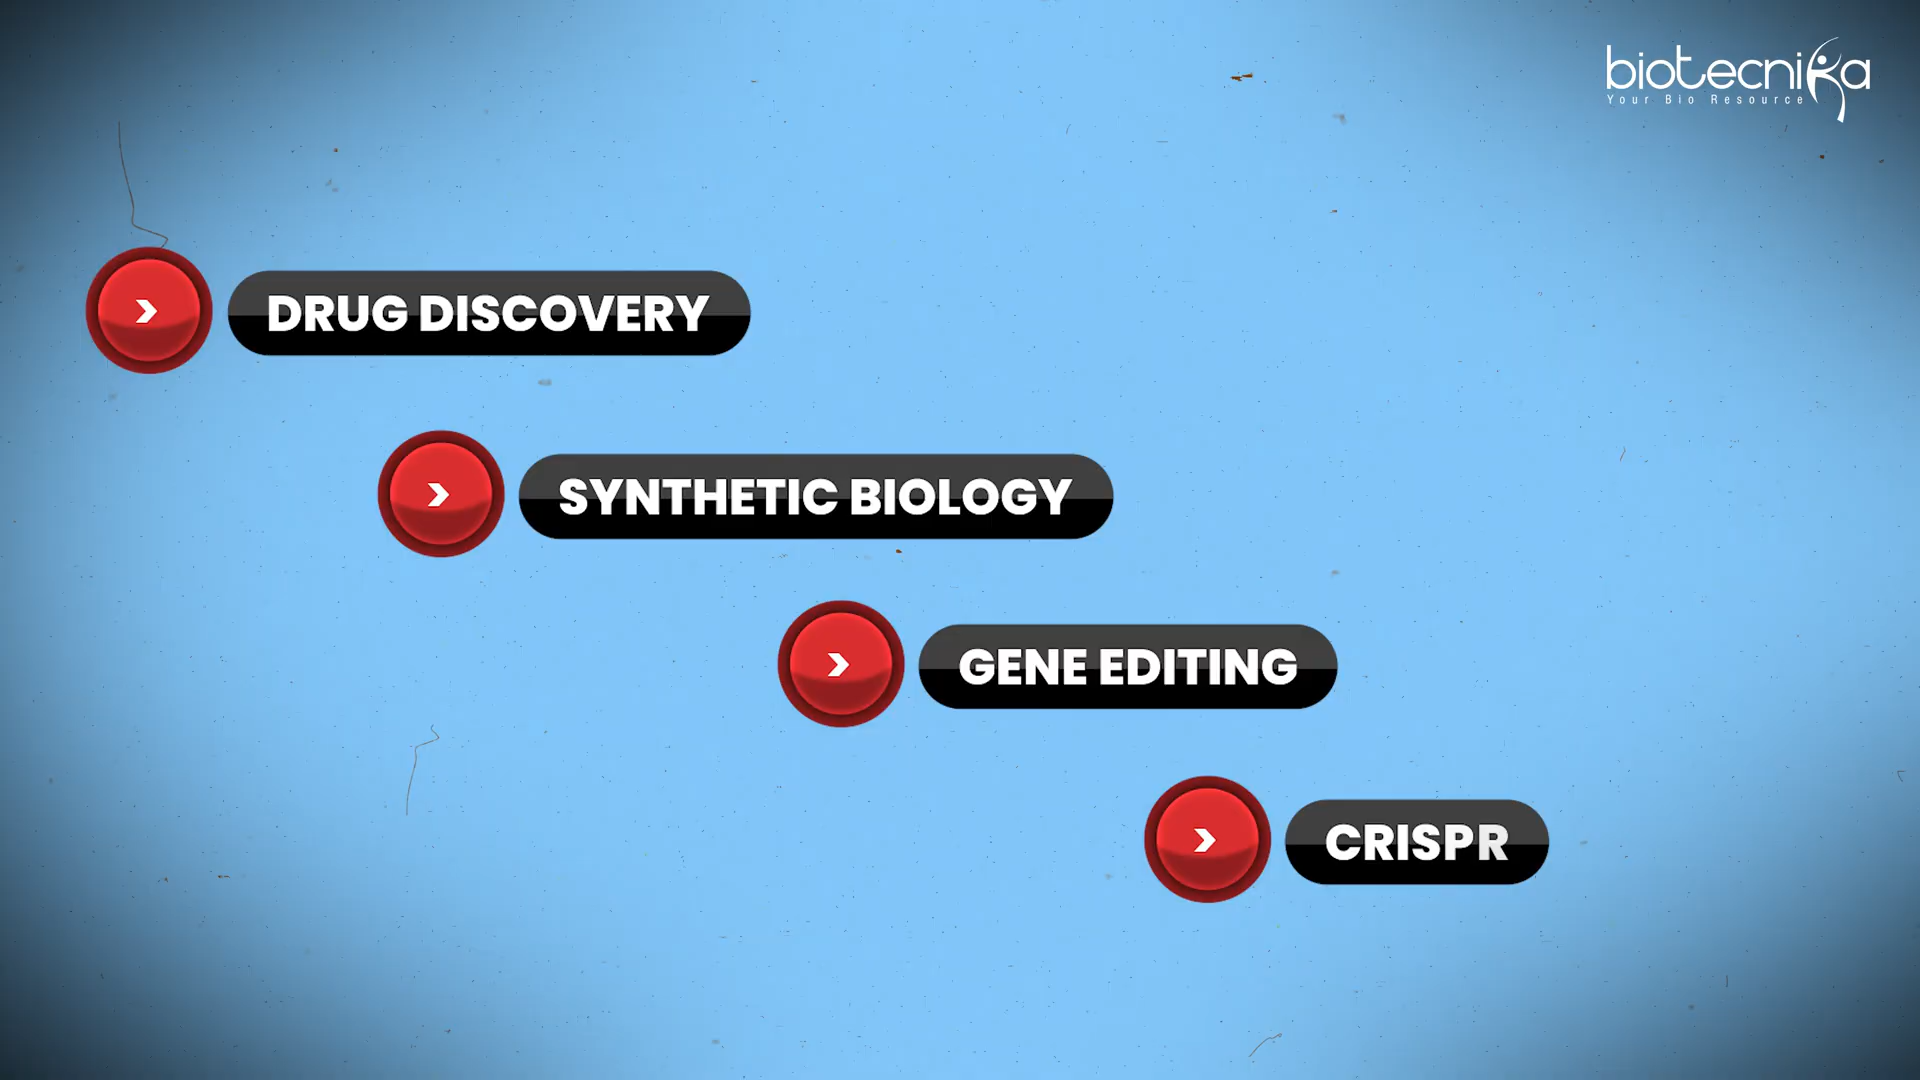 biotecnika
Your Bio Resource
DRUG DISCOVERY
SYNTHETIC BIOLOGY
GENE EDITING
CRISPR